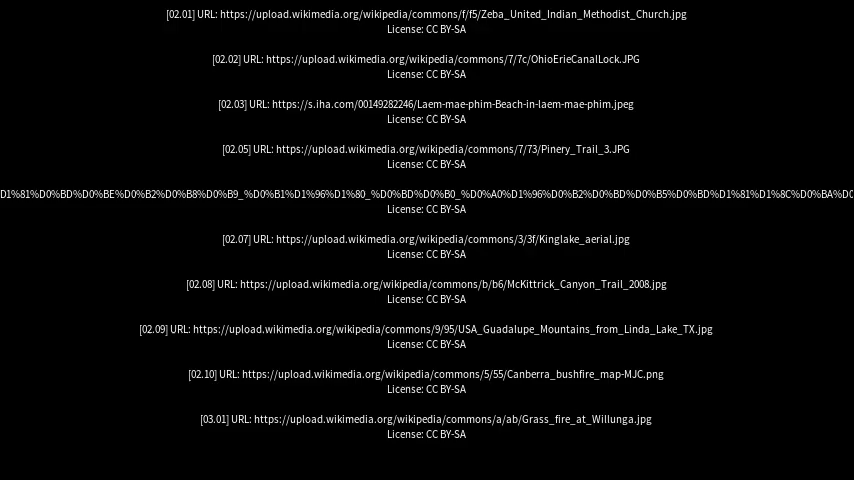 [02.01] URL: https://upload.wikimedia.org/wikipedia/commons/f/f5/Zeba_United_Indian_Methodist_Church.jpg
License: CC BY-SA
[02.02] URL: https://upload.wikimedia.org/wikipedia/commons/7/7c/OhioErieCanalLock.JPG
License: CC BY-SA
[02.03] URL: https://s.iha.com/00149282246/Laem-mae-phim-Beach-in-laem-mae-phim.jpeg
License: CC BY-SA
[02.05] URL: https://upload.wikimedia.org/wikipedia/commons/7/73/Pinery_Trail_3.JPG
License: CC BY-SA
D1%81%D0%BD%D0%BE%D0%B2%D0%B8%D0%B9_%D0%B1%D1%96%D1%80_%D0%BD%D0%B0_%D0%A0%D1%96%D0%B2%D0%BD%D0%B5%D0%BD%D1%81%D1%8C%D0%BA%D0
License: CC BY-SA
[02.07] URL: https://upload.wikimedia.org/wikipedia/commons/3/3f/Kinglake_aerial.jpg
License: CC BY-SA
[02.08] URL: https://upload.wikimedia.org/wikipedia/commons/b/b6/McKittrick_Canyon_Trail_2008.jpg
License: CC BY-SA
[02.09] URL: https://upload.wikimedia.org/wikipedia/commons/9/95/USA_Guadalupe_Mountains_from_Linda_Lake_TX.jpg
License: CC BY-SA
[02.10] URL: https://upload.wikimedia.org/wikipedia/commons/5/55/Canberra_bushfire_map-MJC.png
License: CC BY-SA
[03.01] URL: https://upload.wikimedia.org/wikipedia/commons/a/ab/Grass_fire_at_Willunga.jpg
License: CC BY-SA